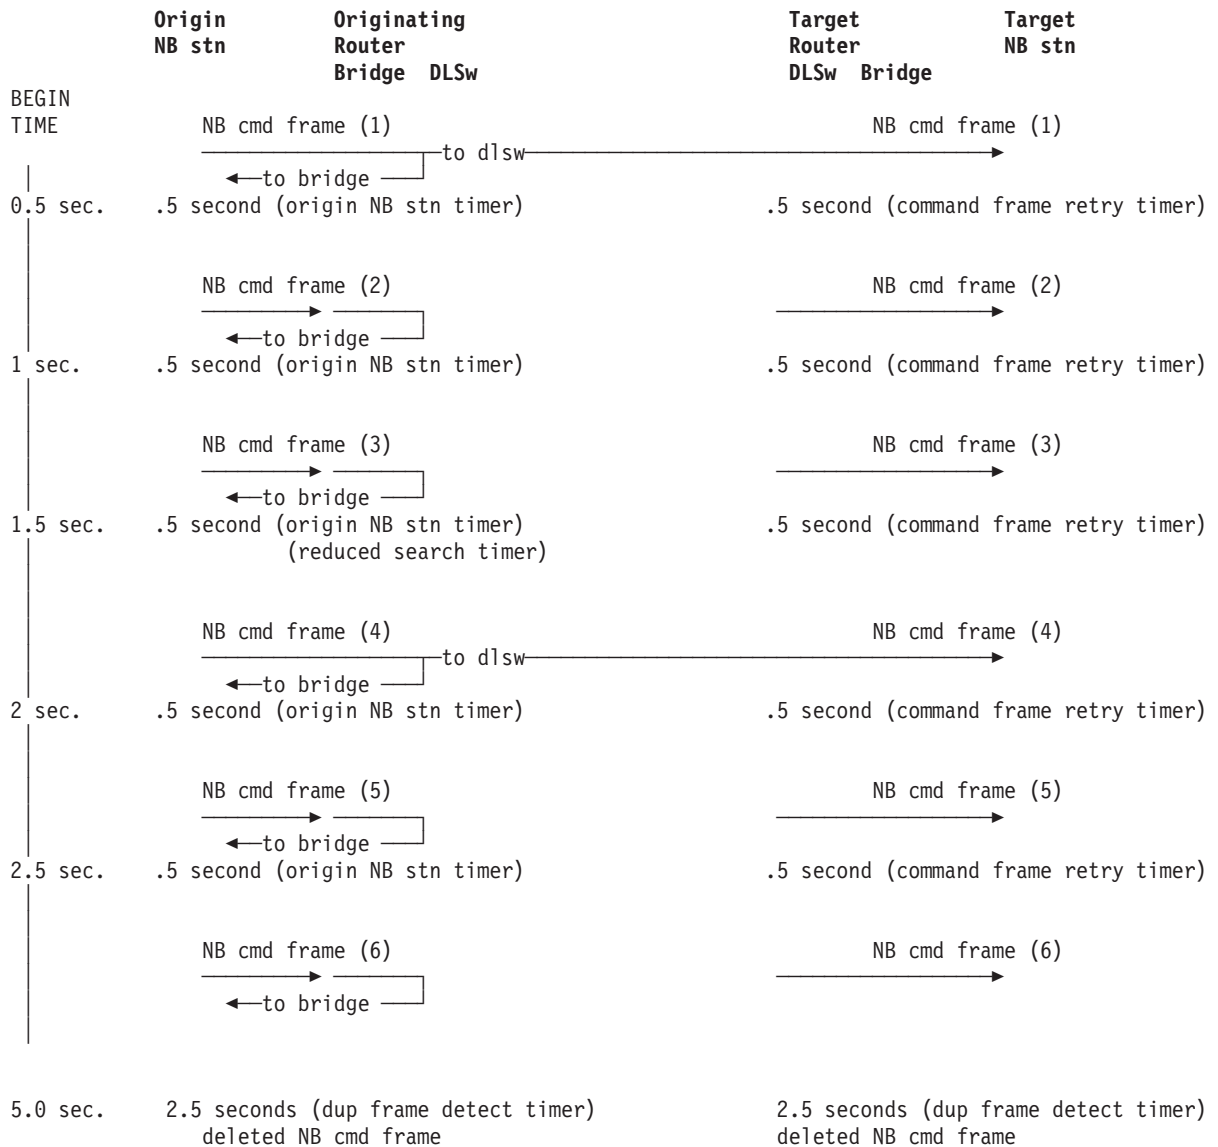 Origin Originating Target Target
NB stn Router Router NB stn
Bridge DLSw DLSw Bridge
BEGIN
TIME NB cmd frame (1) NB cmd frame (1)
to dlsw
to bridge
0.5 sec. .5 second (origin NB stn timer) .5 second (command frame retry timer)
NB cmd frame (2) NB cmd frame (2)
to bridge
1 sec. .5 second (origin NB stn timer) .5 second (command frame retry timer)
NB cmd frame (3) NB cmd frame (3)
to bridge
1.5 sec. .5 second (origin NB stn timer) .5 second (command frame retry timer)
(reduced search timer)
NB cmd frame (4) NB cmd frame (4)
to dlsw
to bridge
2 sec. .5 second (origin NB stn timer) .5 second (command frame retry timer)
NB cmd frame (5) NB cmd frame (5)
to bridge
2.5 sec. .5 second (origin NB stn timer) .5 second (command frame retry timer)
NB cmd frame (6) NB cmd frame (6)
to bridge
5.0 sec. 2.5 seconds (dup frame detect timer) 2.5 seconds (dup frame detect timer)
deleted NB cmd frame deleted NB cmd frame